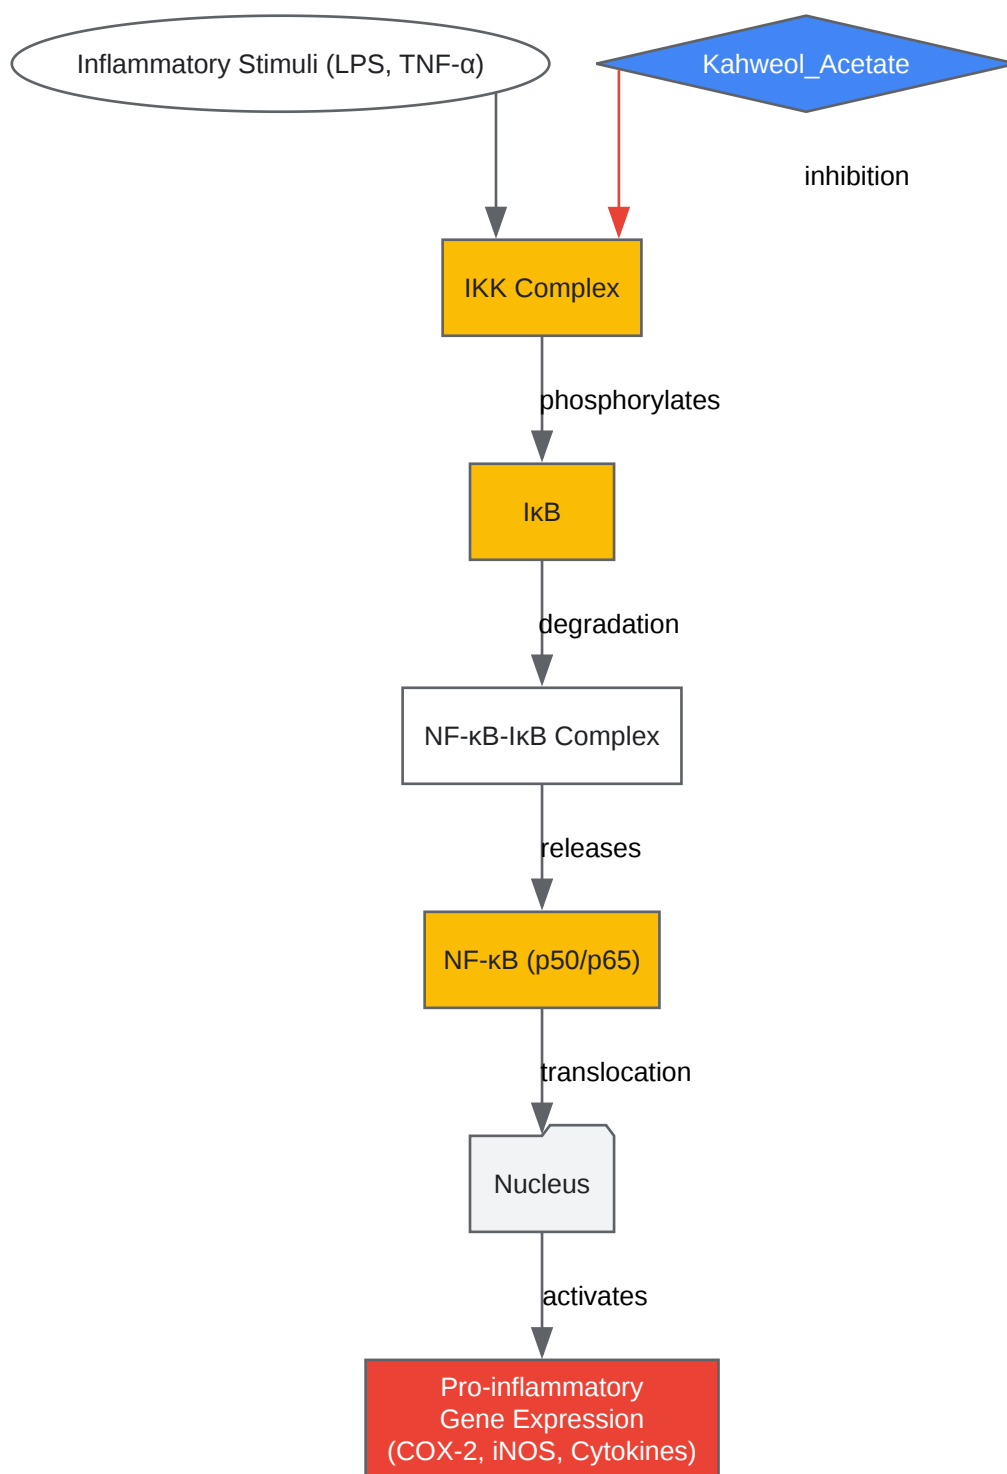 Inflammatory Stimuli (LPS, TNF-α)
Kahweol_Acetate
inhibition
IKK Complex
phosphorylates
IκB
degradation
NF-κB-IκB Complex
releases
NF-κB (p50/p65)
translocation
Nucleus
activates
Pro-inflammatory
Gene Expression
(COX-2, iNOS, Cytokines)